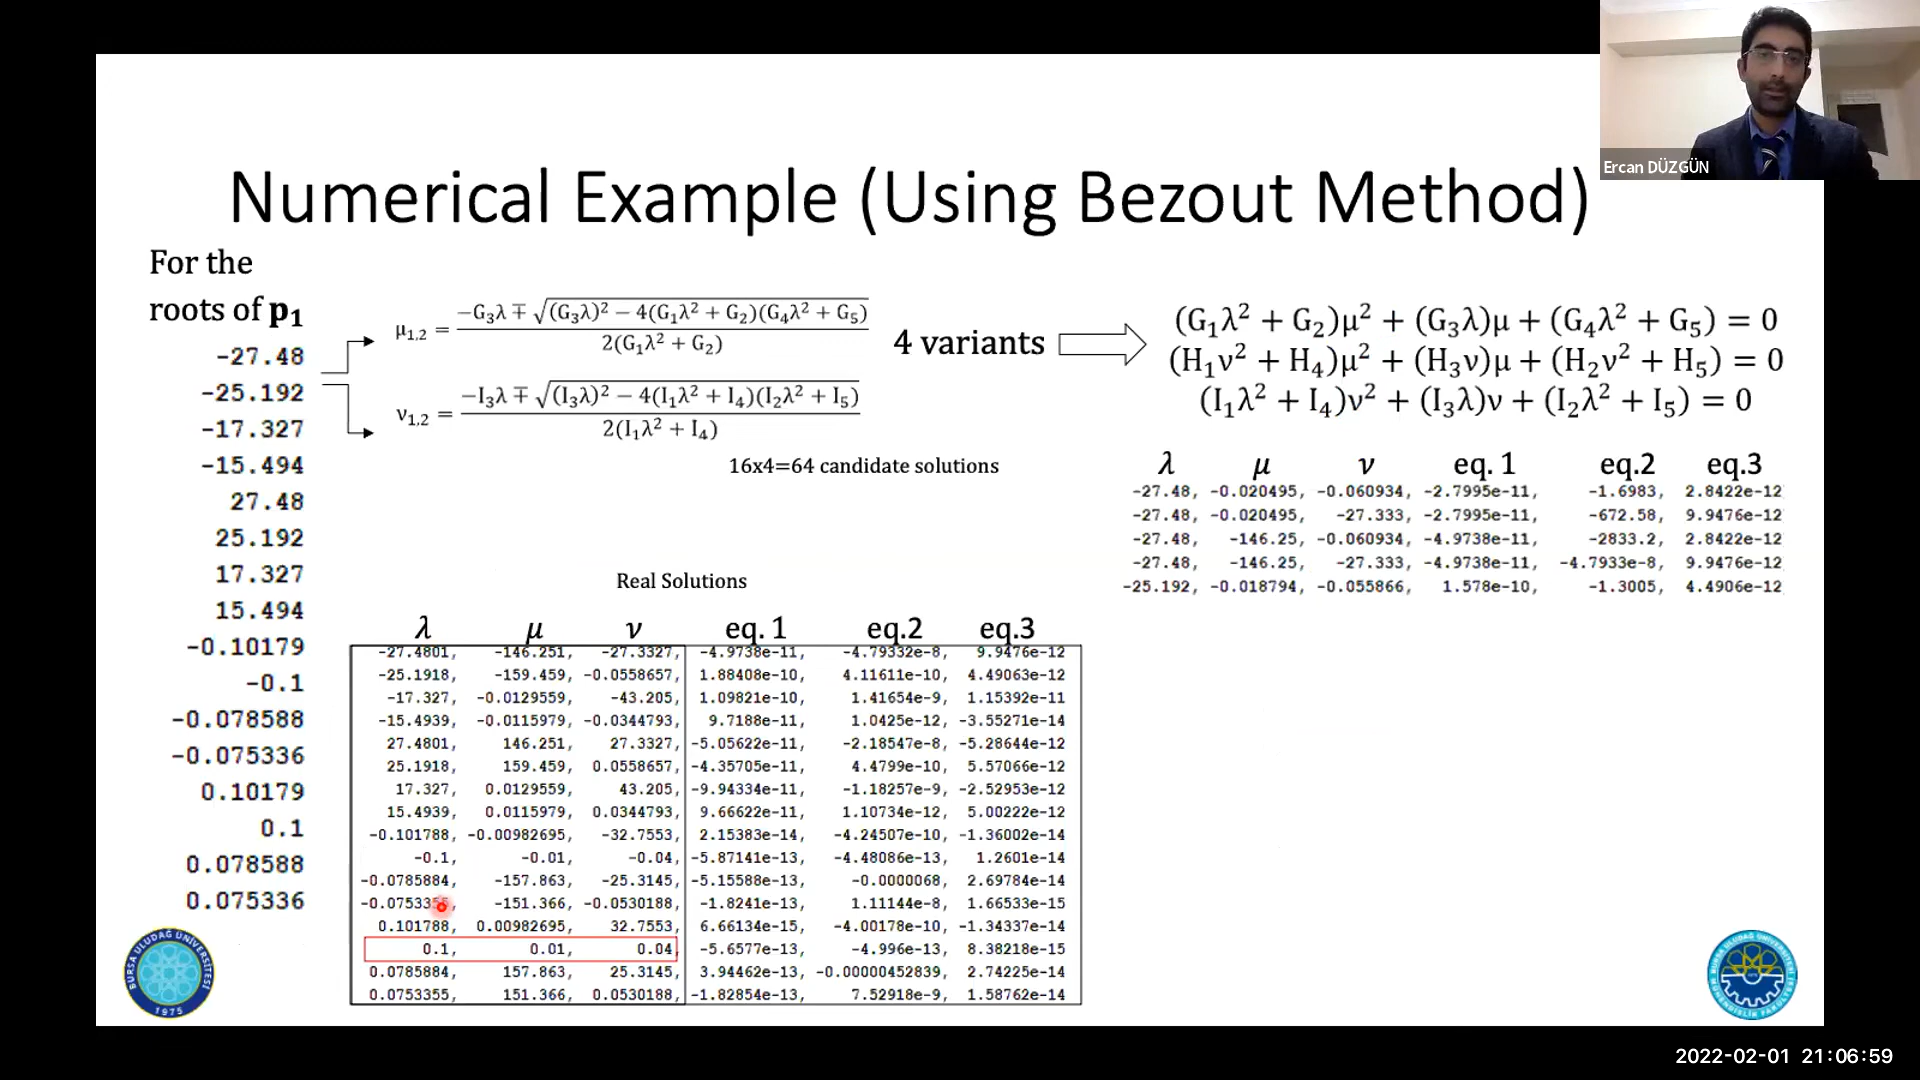 Ercan DÜZGÜN
Numerical Example (Using Bezout Method)
For the
roots of p₁
-27.48
-25.192
-17.327
-15.494
27.48
25.192
17.327
15.494
-0.10179
-0.1
-0.078588
-0.075336
0.10179
0.1
0.078588
0.075336
μ₁,₂ = −G₃λ ∓ √(G₃λ)² − 4(G₁λ² + G₂)(G₄λ² + G₅)
2(G₁λ² + G₂)
ν₁,₂ = −I₃λ ∓ √(I₃λ)² − 4(I₁λ² + I₄)(I₂λ² + I₅)
2(I₁λ² + I₄)
4 variants
16x4=64 candidate solutions
(G₁λ² + G₂)μ² + (G₃λ)μ + (G₄λ² + G₅) = 0
(H₁ν² + H₄)μ² + (H₃ν)μ + (H₂ν² + H₅) = 0
(I₁λ² + I₄)ν² + (I₃λ)ν + (I₂λ² + I₅) = 0
λ μ ν eq. 1 eq.2 eq.3
-27.48, -0.020495, -0.060934, -2.7995e-11, -1.6983, 2.8422e-12
-27.48, -0.020495, -27.333, -2.7995e-11, -672.58, 9.9476e-12
-27.48, -146.25, -0.060934, -4.9738e-11, -2833.2, 2.8422e-12
-27.48, -146.25, -27.333, -4.9738e-11, -4.7933e-8, 9.9476e-12
-25.192, -0.018794, -0.055866, 1.578e-10, -1.3005, 4.4906e-12
Real Solutions
λ μ ν eq. 1 eq.2 eq.3
-27.4801, -146.251, -27.3327, -4.9738e-11, -4.79332e-8, 9.9476e-12
-25.1918, -159.459, -0.0558657, 1.88408e-10, 4.11611e-10, 4.49063e-12
-17.327, -0.0129559, -43.205, 1.09821e-10, 1.41654e-9, 1.15392e-11
-15.4939, -0.0115979, -0.0344793, 9.7188e-11, 1.0425e-12, -3.55271e-14
27.4801, 146.251, 27.3327, -5.05622e-11, -2.18547e-8, -5.28644e-12
25.1918, 159.459, 0.0558657, -4.35705e-11, 4.4799e-10, 5.57066e-12
17.327, 0.0129559, 43.205, -9.94334e-11, -1.18257e-9, -2.52953e-12
15.4939, 0.0115979, 0.0344793, 9.66622e-11, 1.10734e-12, 5.00222e-12
-0.101788, -0.00982695, -32.7553, 2.15383e-14, -4.24507e-10, -1.36002e-14
-0.1, -0.01, -0.04, -5.87141e-13, -4.48086e-13, 1.2601e-14
-0.0785884, -157.863, -25.3145, -5.15588e-13, -0.0000068, 2.69784e-14
-0.0753355, -151.366, -0.0530188, -1.8241e-13, 1.11144e-8, 1.66533e-15
0.101788, 0.00982695, 32.7553, 6.66134e-15, -4.00178e-10, -1.34337e-14
0.1, 0.01, 0.04, -5.6577e-13, -4.996e-13, 8.38218e-15
0.0785884, 157.863, 25.3145, 3.94462e-13, -0.00000452839, 2.74225e-14
0.0753355, 151.366, 0.0530188, -1.82854e-13, 7.52918e-9, 1.58762e-14
BURSA ULUDAĞ ÜNİVERSİTESİ
1975
2022-02-01 21:06:59